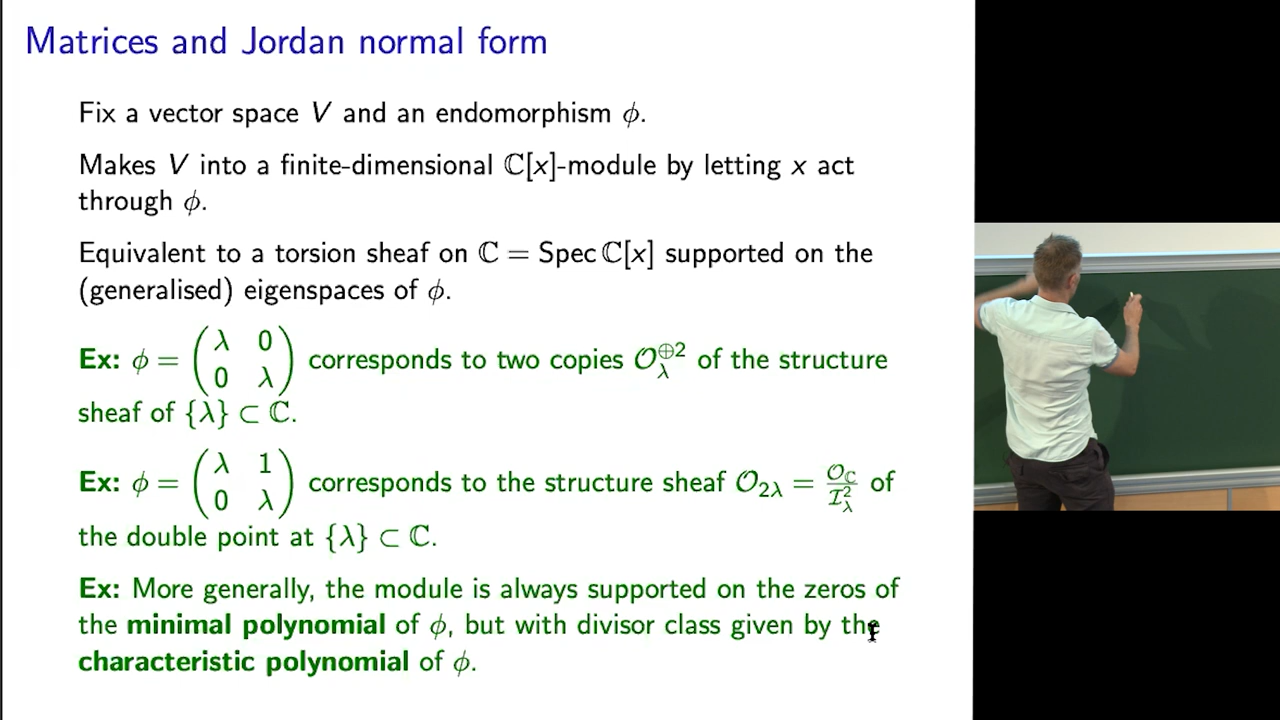 Matrices and Jordan normal form
Fix a vector space V and an endomorphism ϕ.
Makes V into a finite-dimensional ℂ[x]-module by letting x act
through ϕ.
Equivalent to a torsion sheaf on ℂ = Spec ℂ[x] supported on the
(generalised) eigenspaces of ϕ.
Ex: ϕ = (λ 0; 0 λ) corresponds to two copies 𝒪_λ^{⊕2} of the structure
sheaf of {λ} ⊂ ℂ.
Ex: ϕ = (λ 1; 0 λ) corresponds to the structure sheaf 𝒪_{2λ} = 𝒪_ℂ/ℐ_λ^2 of
the double point at {λ} ⊂ ℂ.
Ex: More generally, the module is always supported on the zeros of
the minimal polynomial of ϕ, but with divisor class given by the
characteristic polynomial of ϕ.